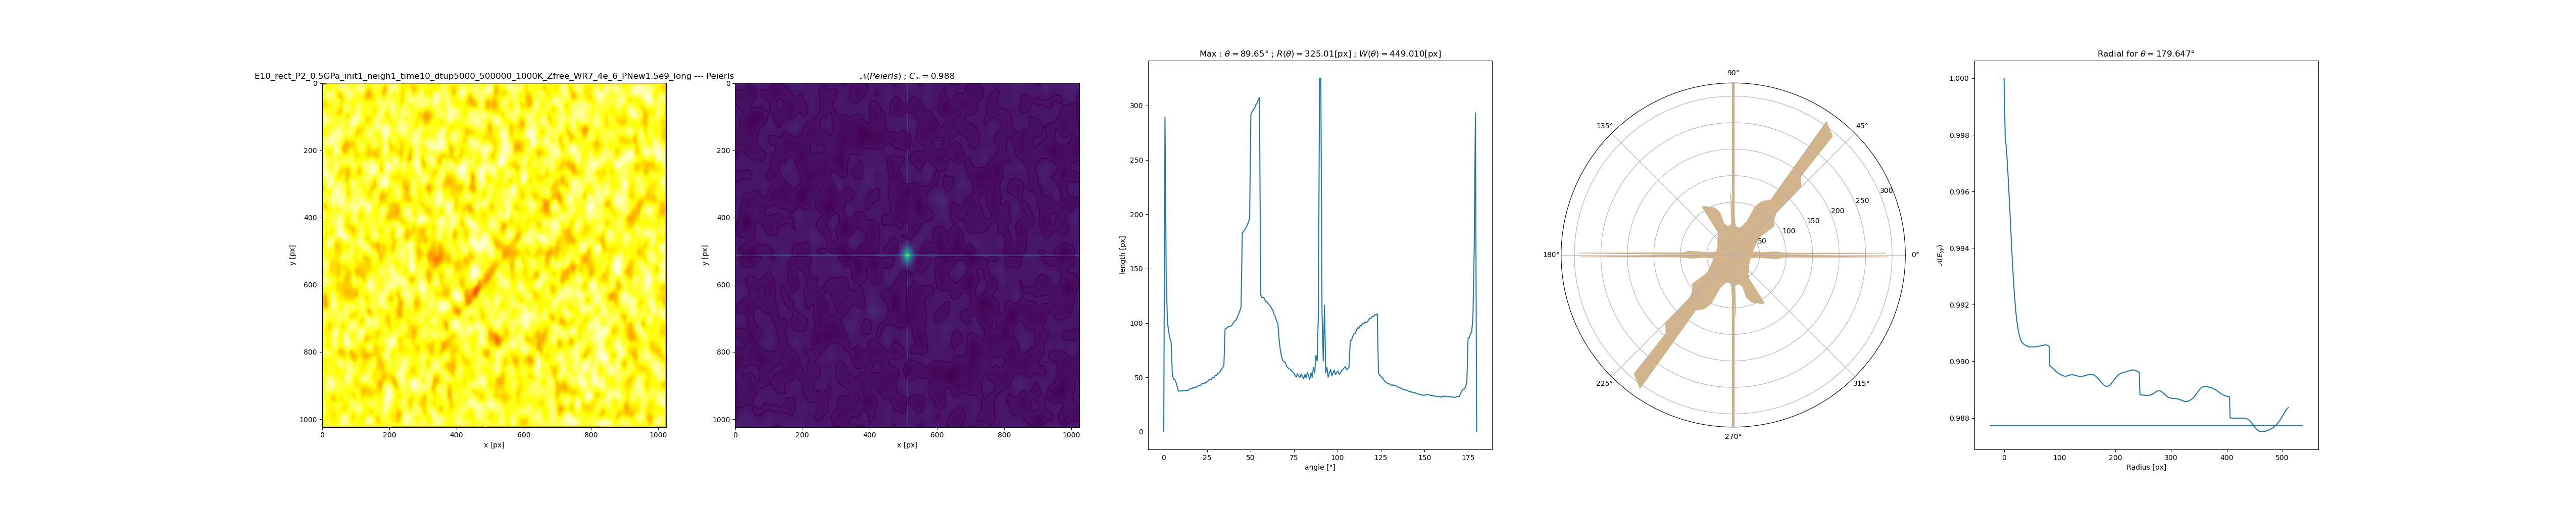 E10_rect_P2_0.5GPa_init1_neigh1_time10_dtup5000_500000_1000K_Zfree_WR7_4e_6_PNew1.5e9_long --- Peierls
0
200
400
600
800
1000
y [px]
0 200 400 600 800 1000
x [px]
𝒜(Peierls) ; C∞ = 0.988
0
200
400
600
800
1000
y [px]
0 200 400 600 800 1000
x [px]
Max : θ = 89.65° ; R(θ) = 325.01[px] ; W(θ) = 449.010[px]
300
250
200
150
100
50
0
length [px]
0 25 50 75 100 125 150 175
angle [°]
90°
135° 45°
180° 0°
225° 315°
270°
50 100 150 200 250 300
Radial for θ = 179.647°
1.000
0.998
0.996
0.994
0.992
0.990
0.988
0 100 200 300 400 500
Radius [px]